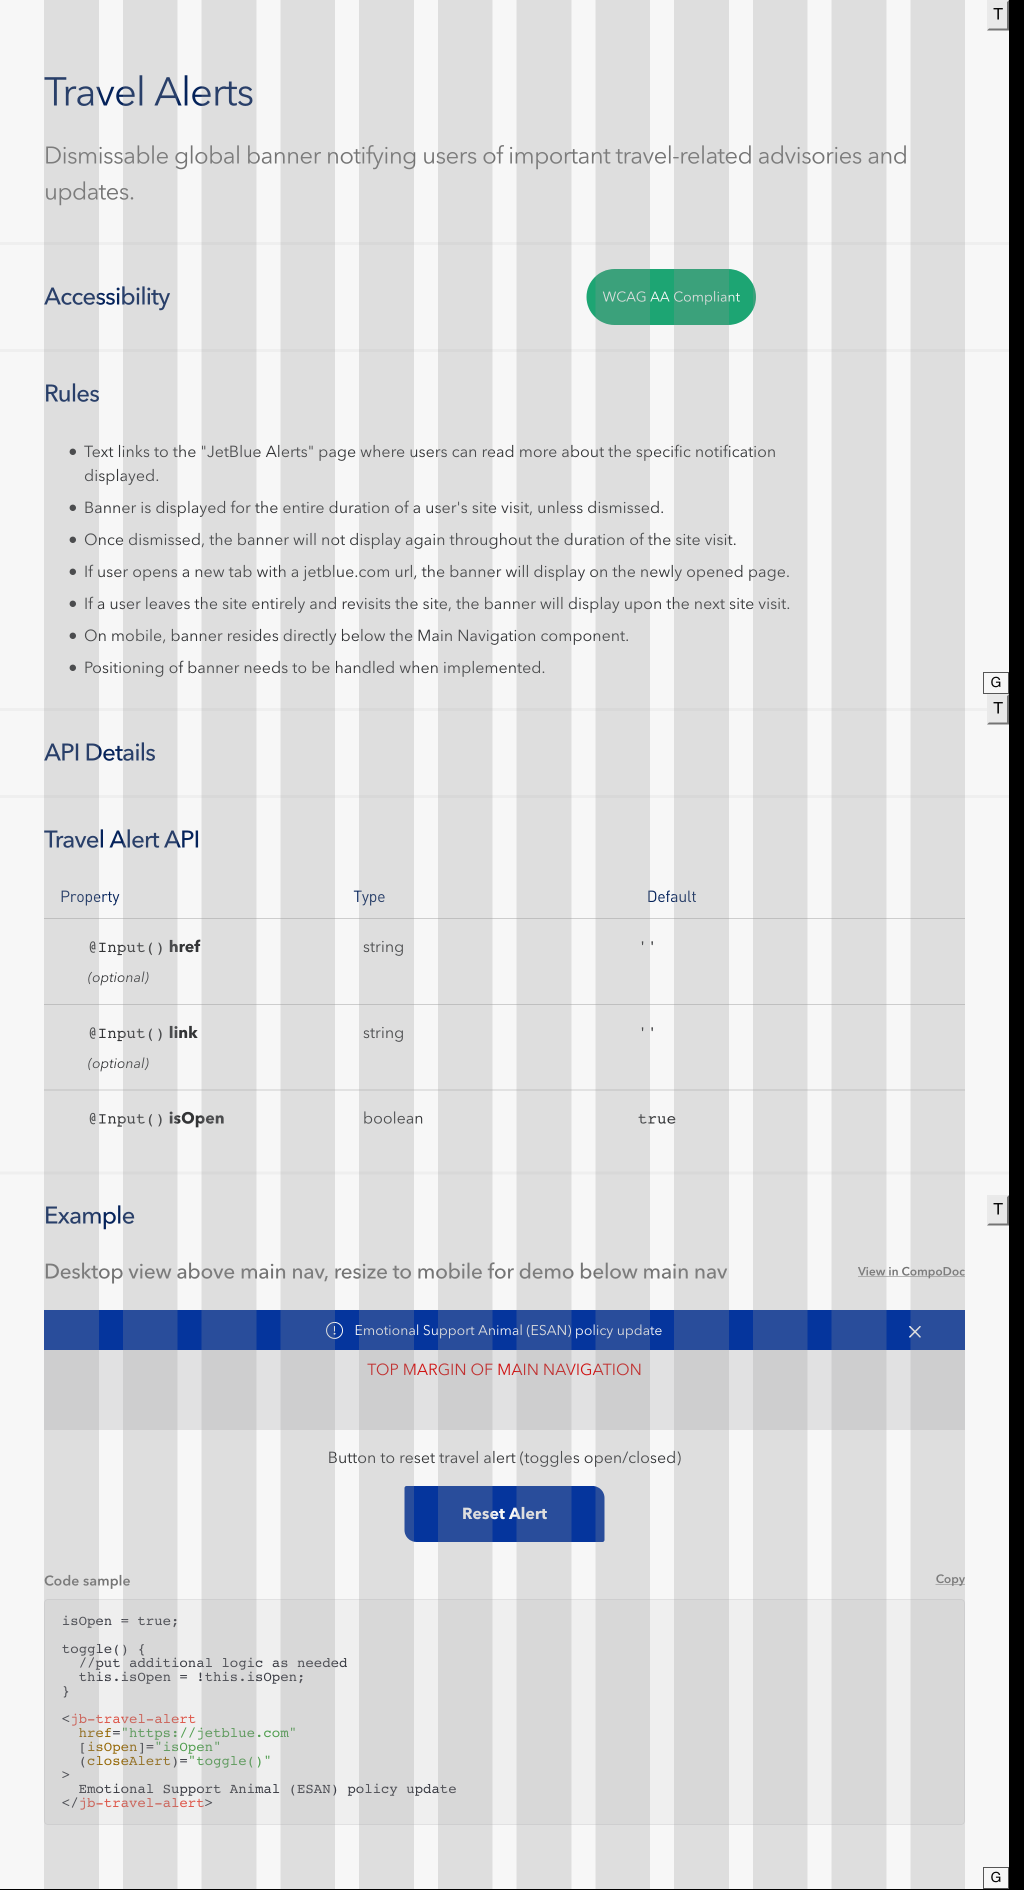 T
Travel Alerts
Dismissable global banner notifying users of important travel-related advisories and
updates.
Accessibility
WCAG AA Compliant
Rules
• Text links to the "JetBlue Alerts" page where users can read more about the specific notification
displayed.
• Banner is displayed for the entire duration of a user's site visit, unless dismissed.
• Once dismissed, the banner will not display again throughout the duration of the site visit.
• If user opens a new tab with a jetblue.com url, the banner will display on the newly opened page.
• If a user leaves the site entirely and revisits the site, the banner will display upon the next site visit.
• On mobile, banner resides directly below the Main Navigation component.
• Positioning of banner needs to be handled when implemented.
G
T
API Details
Travel Alert API
Property Type Default
@Input() href string ''
(optional)
@Input() link string ''
(optional)
@Input() isOpen boolean true
T
Example
Desktop view above main nav, resize to mobile for demo below main nav View in CompoDoc
Emotional Support Animal (ESAN) policy update
TOP MARGIN OF MAIN NAVIGATION
Button to reset travel alert (toggles open/closed)
Reset Alert
Code sample Copy
isOpen = true;
toggle() {
//put additional logic as needed
this.isOpen = !this.isOpen;
}
<jb-travel-alert
href="https://jetblue.com"
[isOpen]="isOpen"
(closeAlert)="toggle()"
>
Emotional Support Animal (ESAN) policy update
</jb-travel-alert>
G